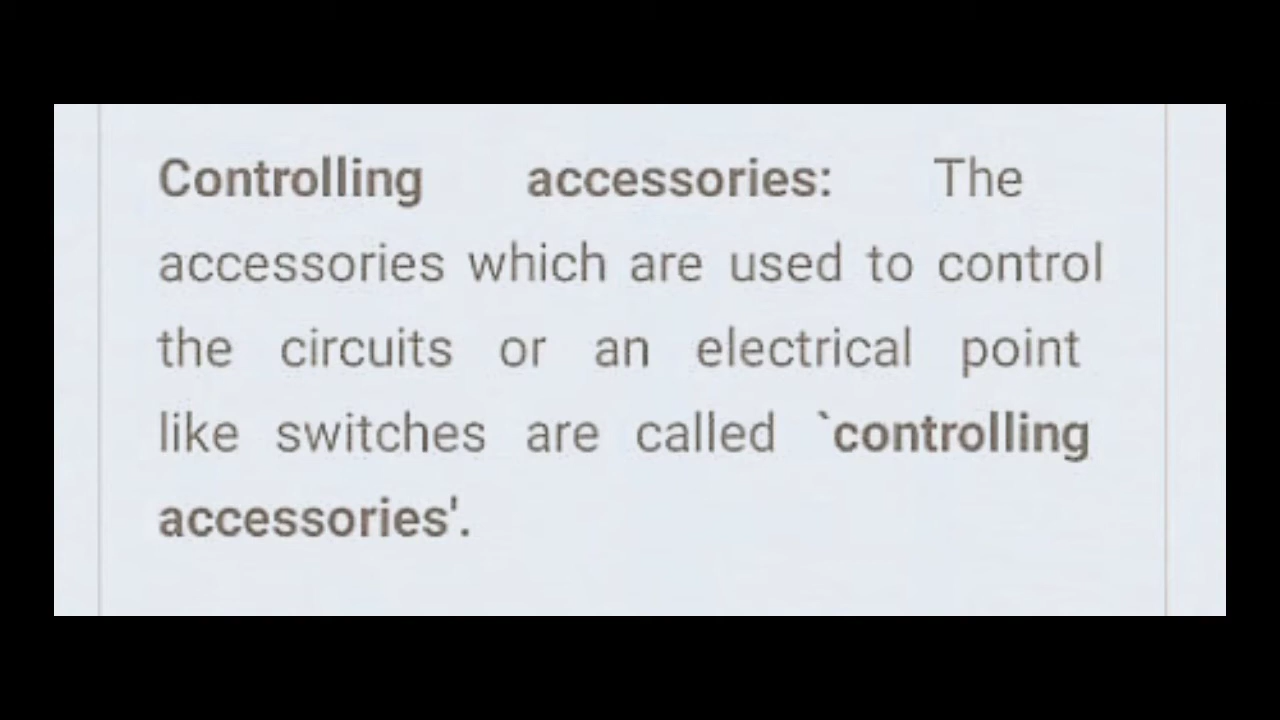 Controlling accessories: The
accessories which are used to control
the circuits or an electrical point
like switches are called `controlling
accessories'.